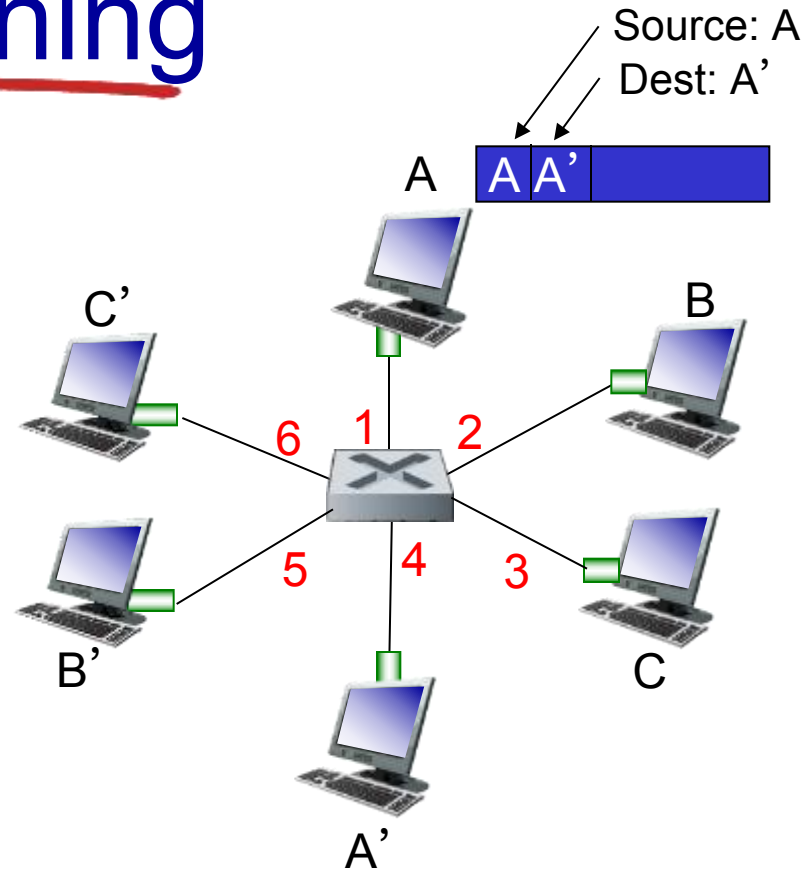 ning
Source: A
Dest: A’
A
A A’
C’
B
6 1 2
5 4 3
B’
C
A’